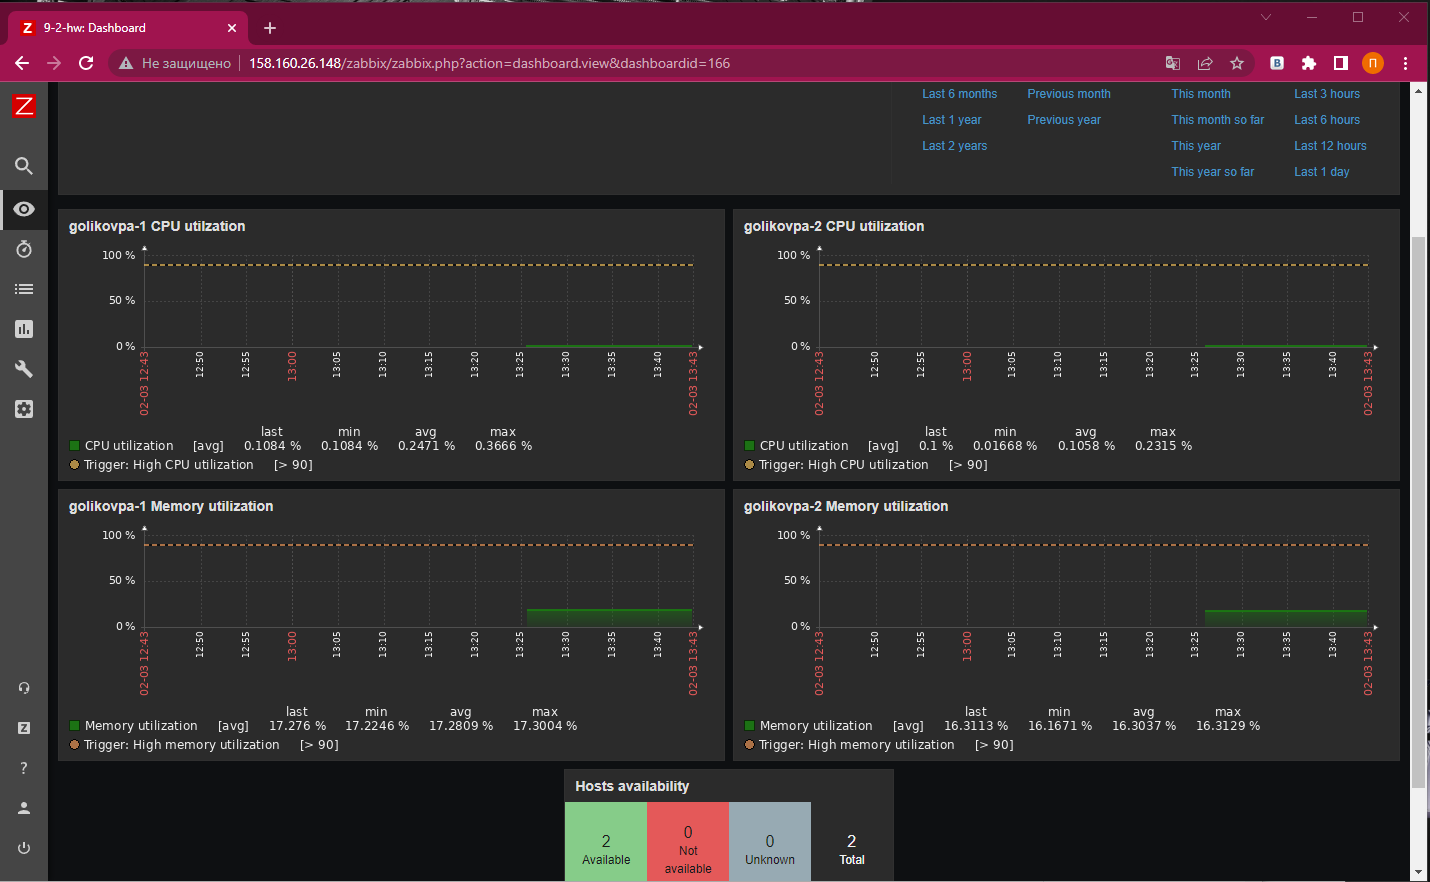 Z 9-2-hw: Dashboard
Не защищено 158.160.26.148/zabbix/zabbix.php?action=dashboard.view&dashboardid=166 B П
Z
Last 6 months Previous month This month Last 3 hours
Last 1 year Previous year This month so far Last 6 hours
Last 2 years This year Last 12 hours
This year so far Last 1 day
golikovpa-1 CPU utilzation
100 %
50 %
0 %
02-03 12:43 12:50 12:55 13:00 13:05 13:10 13:15 13:20 13:25 13:30 13:35 13:40 02-03 13:43
last min avg max
CPU utilization [avg] 0.1084 % 0.1084 % 0.2471 % 0.3666 %
Trigger: High CPU utilization [> 90]
golikovpa-2 CPU utilization
100 %
50 %
0 %
02-03 12:43 12:50 12:55 13:00 13:05 13:10 13:15 13:20 13:25 13:30 13:35 13:40 02-03 13:43
last min avg max
CPU utilization [avg] 0.1 % 0.01668 % 0.1058 % 0.2315 %
Trigger: High CPU utilization [> 90]
golikovpa-1 Memory utilization
100 %
50 %
0 %
02-03 12:43 12:50 12:55 13:00 13:05 13:10 13:15 13:20 13:25 13:30 13:35 13:40 02-03 13:43
last min avg max
Memory utilization [avg] 17.276 % 17.2246 % 17.2809 % 17.3004 %
Trigger: High memory utilization [> 90]
golikovpa-2 Memory utilization
100 %
50 %
0 %
02-03 12:43 12:50 12:55 13:00 13:05 13:10 13:15 13:20 13:25 13:30 13:35 13:40 02-03 13:43
last min avg max
Memory utilization [avg] 16.3113 % 16.1671 % 16.3037 % 16.3129 %
Trigger: High memory utilization [> 90]
Z
?
Hosts availability
2
Available
0
Not
available
0
Unknown
2
Total